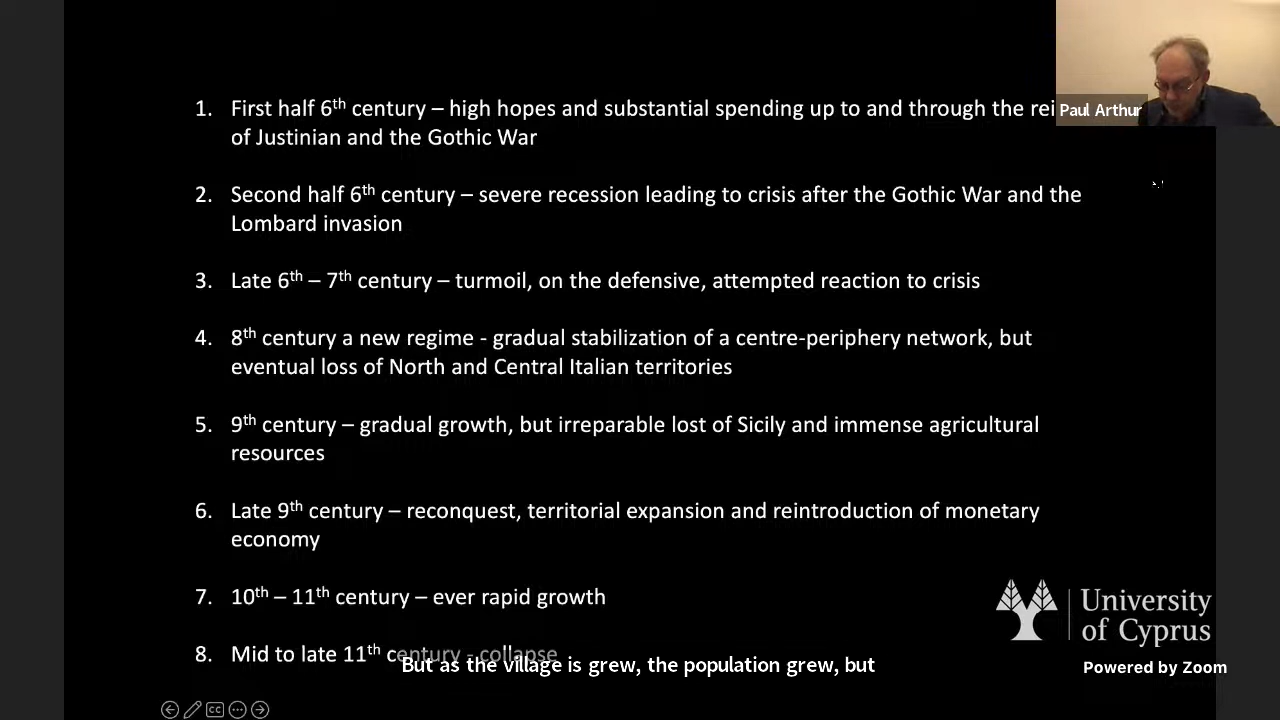 1. First half 6th century – high hopes and substantial spending up to and through the rei
of Justinian and the Gothic War
2. Second half 6th century – severe recession leading to crisis after the Gothic War and the
Lombard invasion
3. Late 6th – 7th century – turmoil, on the defensive, attempted reaction to crisis
4. 8th century a new regime - gradual stabilization of a centre-periphery network, but
eventual loss of North and Central Italian territories
5. 9th century – gradual growth, but irreparable lost of Sicily and immense agricultural
resources
6. Late 9th century – reconquest, territorial expansion and reintroduction of monetary
economy
7. 10th – 11th century – ever rapid growth
8. Mid to late 11th century - collapse
But as the village is grew, the population grew, but
Paul Arthur
University
of Cyprus
Powered by Zoom
CC